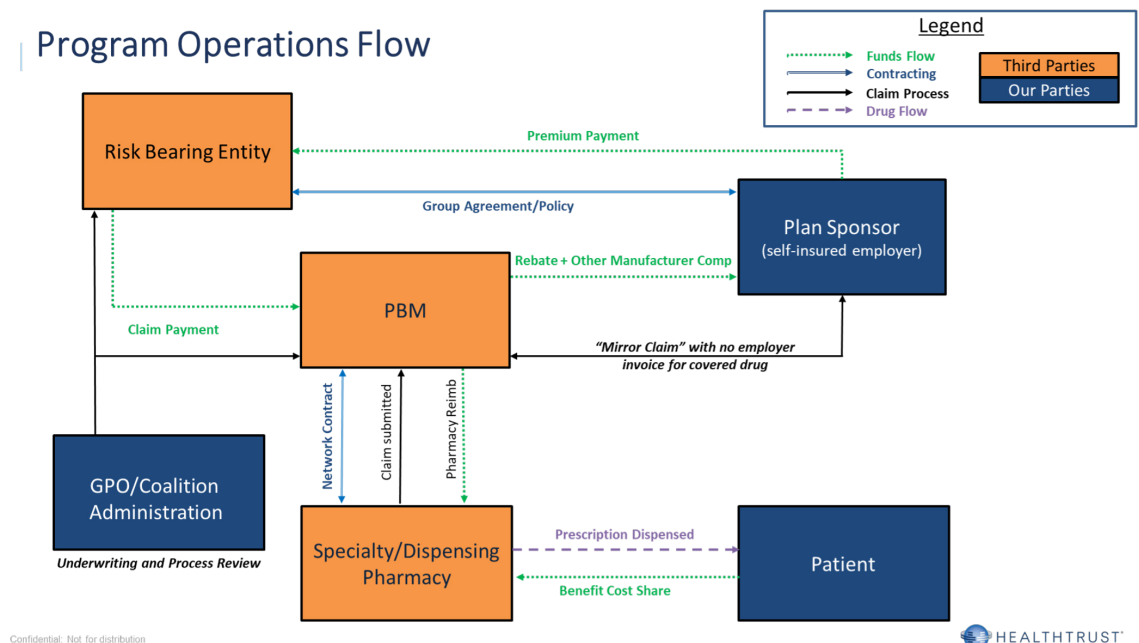 Program Operations Flow
Legend
Funds Flow
Contracting
Claim Process
Drug Flow
Third Parties
Our Parties
Risk Bearing Entity
Premium Payment
Group Agreement/Policy
Plan Sponsor
(self-insured employer)
Rebate + Other Manufacturer Comp
PBM
Claim Payment
"Mirror Claim" with no employer
invoice for covered drug
Network Contract
Claim submitted
Pharmacy Reimb
GPO/Coalition
Administration
Underwriting and Process Review
Specialty/Dispensing
Pharmacy
Prescription Dispensed
Benefit Cost Share
Patient
Confidential: Not for distribution
HEALTHTRUST